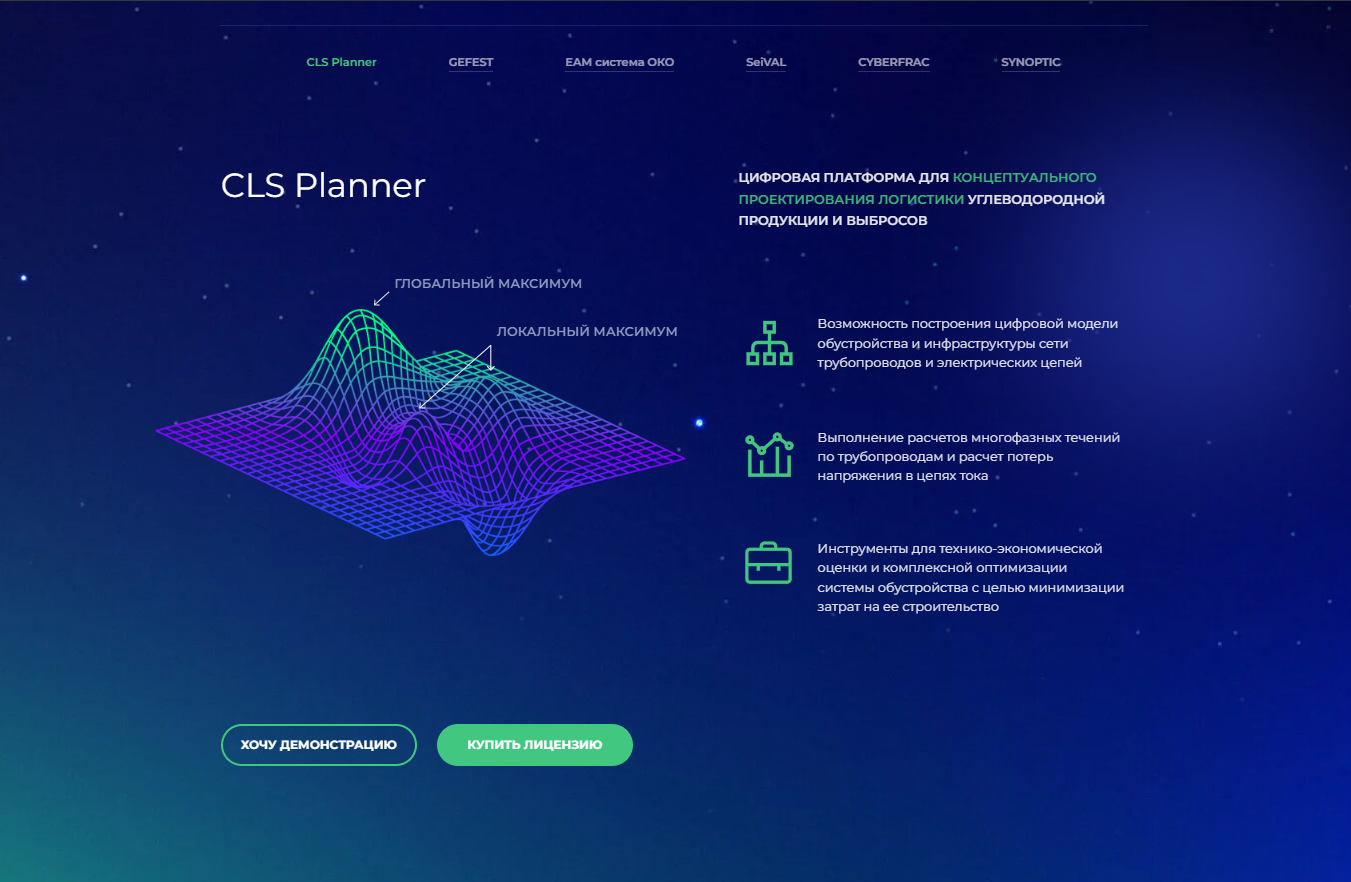 CLS Planner GEFEST EAM система ОКО SeiVAL CYBERFRAC SYNOPTIC
CLS Planner
ГЛОБАЛЬНЫЙ МАКСИМУМ
ЛОКАЛЬНЫЙ МАКСИМУМ
ЦИФРОВАЯ ПЛАТФОРМА ДЛЯ КОНЦЕПТУАЛЬНОГО
ПРОЕКТИРОВАНИЯ ЛОГИСТИКИ УГЛЕВОДОРОДНОЙ
ПРОДУКЦИИ И ВЫБРОСОВ
Возможность построения цифровой модели
обустройства и инфраструктуры сети
трубопроводов и электрических цепей
Выполнение расчетов многофазных течений
по трубопроводам и расчет потерь
напряжения в цепях тока
Инструменты для технико-экономической
оценки и комплексной оптимизации
системы обустройства с целью минимизации
затрат на ее строительство
ХОЧУ ДЕМОНСТРАЦИЮ КУПИТЬ ЛИЦЕНЗИЮ